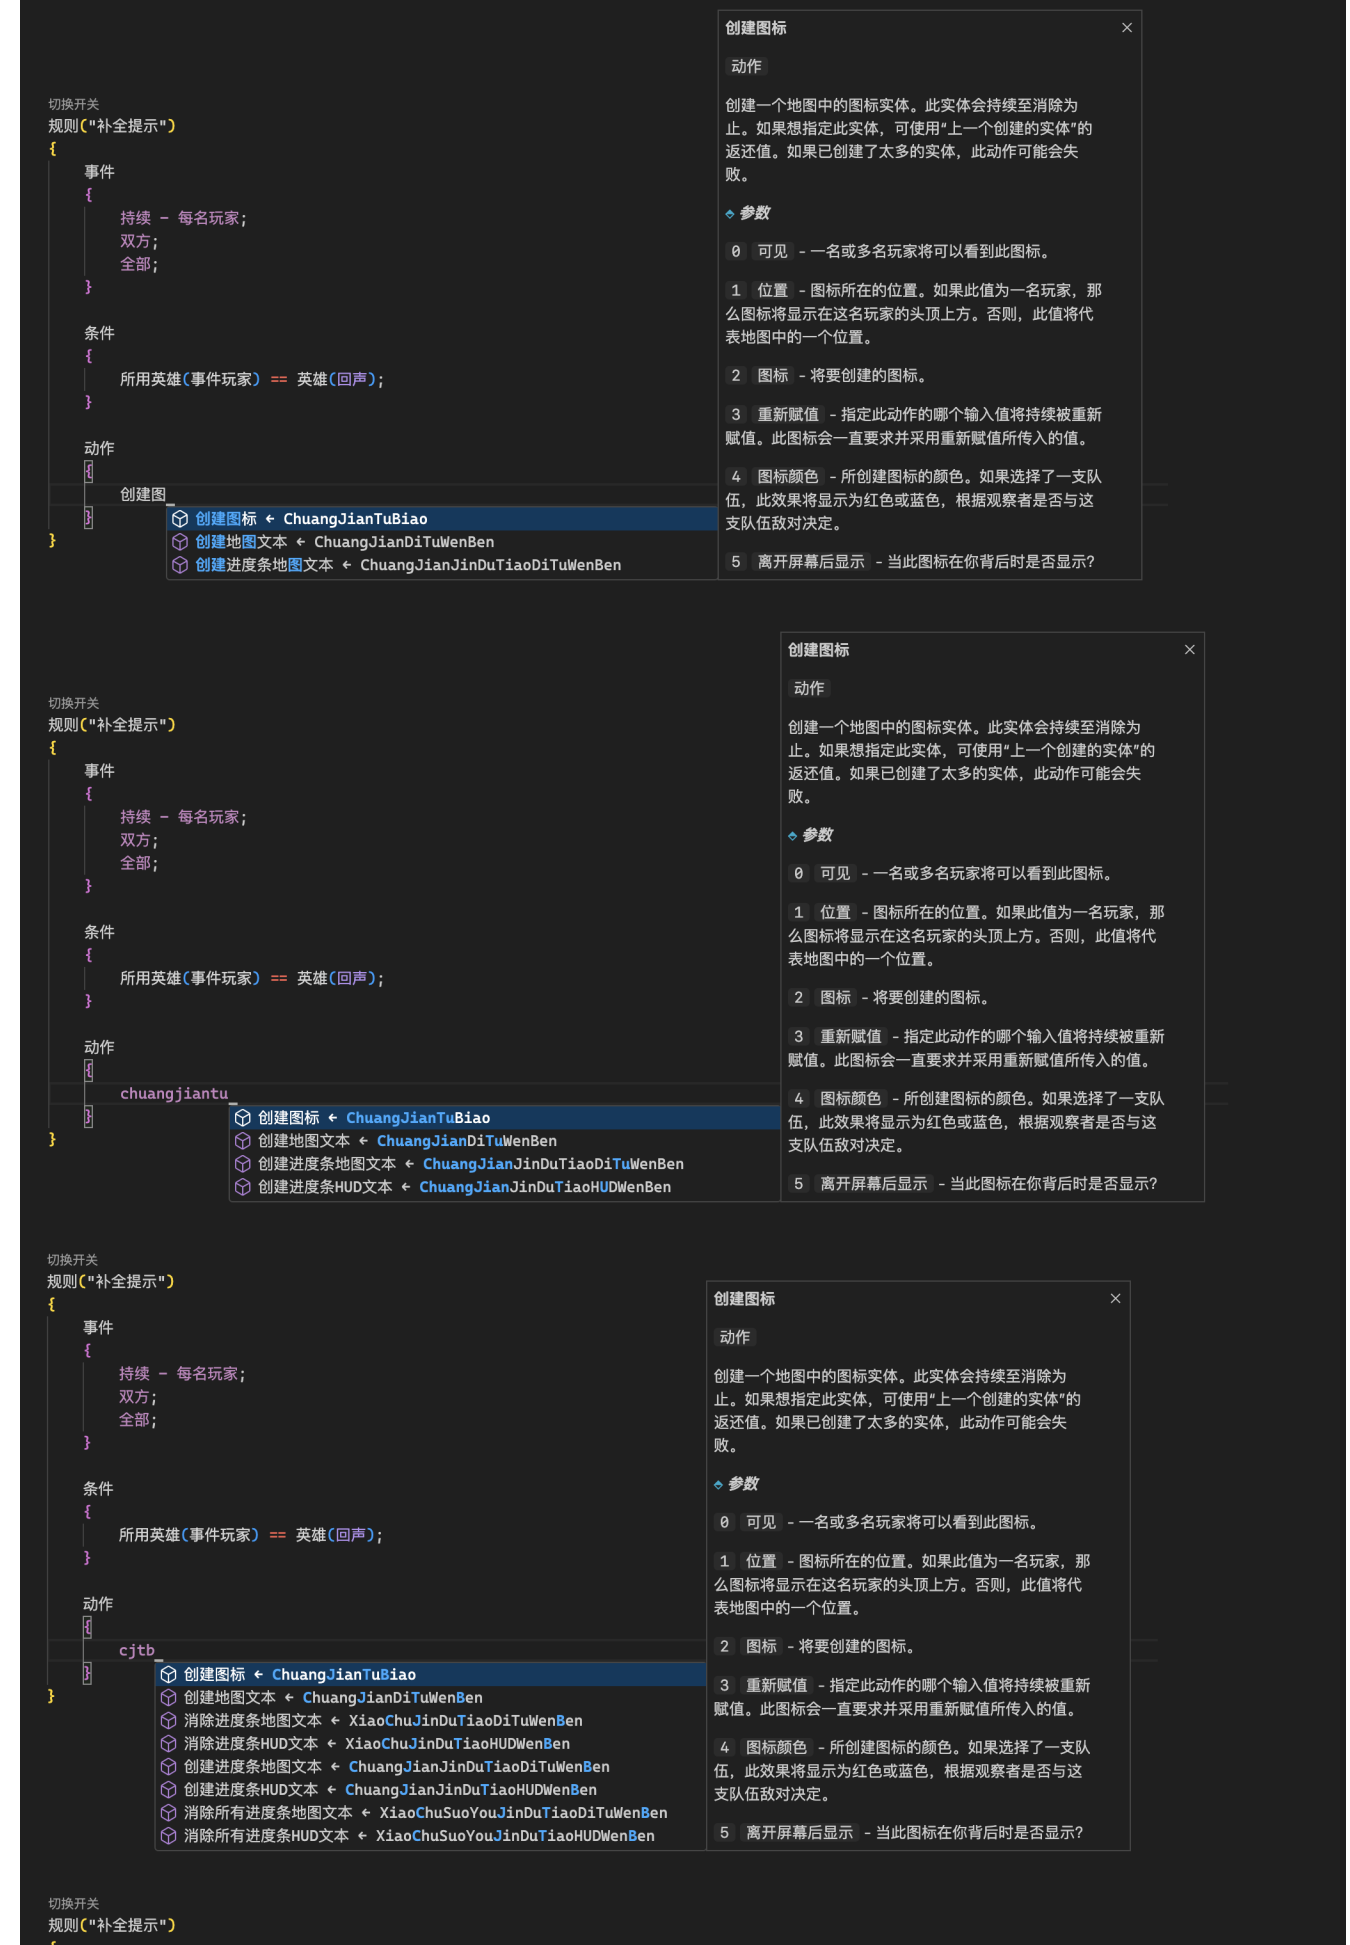 创建图标
动作
创建一个地图中的图标实体。此实体会持续至消除为
止。如果想指定此实体，可使用“上一个创建的实体”的
返还值。如果已创建了太多的实体，此动作可能会失
败。
参数
0 可见 - 一名或多名玩家将可以看到此图标。
1 位置 - 图标所在的位置。如果此值为一名玩家，那
么图标将显示在这名玩家的头顶上方。否则，此值将代
表地图中的一个位置。
2 图标 - 将要创建的图标。
3 重新赋值 - 指定此动作的哪个输入值将持续被重新
赋值。此图标会一直要求并采用重新赋值所传入的值。
4 图标颜色 - 所创建图标的颜色。如果选择了一支队
伍，此效果将显示为红色或蓝色，根据观察者是否与这
支队伍敌对决定。
5 离开屏幕后显示 - 当此图标在你背后时是否显示?
切换开关
规则("补全提示")
{
事件
{
持续 - 每名玩家;
双方;
全部;
}
条件
{
所用英雄(事件玩家) == 英雄(回声);
}
动作
{
创建图
}
}
创建图标 ← ChuangJianTuBiao
创建地图文本 ← ChuangJianDiTuWenBen
创建进度条地图文本 ← ChuangJianJinDuTiaoDiTuWenBen
创建图标
动作
创建一个地图中的图标实体。此实体会持续至消除为
止。如果想指定此实体，可使用“上一个创建的实体”的
返还值。如果已创建了太多的实体，此动作可能会失
败。
参数
0 可见 - 一名或多名玩家将可以看到此图标。
1 位置 - 图标所在的位置。如果此值为一名玩家，那
么图标将显示在这名玩家的头顶上方。否则，此值将代
表地图中的一个位置。
2 图标 - 将要创建的图标。
3 重新赋值 - 指定此动作的哪个输入值将持续被重新
赋值。此图标会一直要求并采用重新赋值所传入的值。
4 图标颜色 - 所创建图标的颜色。如果选择了一支队
伍，此效果将显示为红色或蓝色，根据观察者是否与这
支队伍敌对决定。
5 离开屏幕后显示 - 当此图标在你背后时是否显示?
切换开关
规则("补全提示")
{
事件
{
持续 - 每名玩家;
双方;
全部;
}
条件
{
所用英雄(事件玩家) == 英雄(回声);
}
动作
{
chuangjiantu
}
}
创建图标 ← ChuangJianTuBiao
创建地图文本 ← ChuangJianDiTuWenBen
创建进度条地图文本 ← ChuangJianJinDuTiaoDiTuWenBen
创建进度条HUD文本 ← ChuangJianJinDuTiaoHUDWenBen
创建图标
动作
创建一个地图中的图标实体。此实体会持续至消除为
止。如果想指定此实体，可使用“上一个创建的实体”的
返还值。如果已创建了太多的实体，此动作可能会失
败。
参数
0 可见 - 一名或多名玩家将可以看到此图标。
1 位置 - 图标所在的位置。如果此值为一名玩家，那
么图标将显示在这名玩家的头顶上方。否则，此值将代
表地图中的一个位置。
2 图标 - 将要创建的图标。
3 重新赋值 - 指定此动作的哪个输入值将持续被重新
赋值。此图标会一直要求并采用重新赋值所传入的值。
4 图标颜色 - 所创建图标的颜色。如果选择了一支队
伍，此效果将显示为红色或蓝色，根据观察者是否与这
支队伍敌对决定。
5 离开屏幕后显示 - 当此图标在你背后时是否显示?
切换开关
规则("补全提示")
{
事件
{
持续 - 每名玩家;
双方;
全部;
}
条件
{
所用英雄(事件玩家) == 英雄(回声);
}
动作
{
cjtb
}
}
创建图标 ← ChuangJianTuBiao
创建地图文本 ← ChuangJianDiTuWenBen
消除进度条地图文本 ← XiaoChuJinDuTiaoDiTuWenBen
消除进度条HUD文本 ← XiaoChuJinDuTiaoHUDWenBen
创建进度条地图文本 ← ChuangJianJinDuTiaoDiTuWenBen
创建进度条HUD文本 ← ChuangJianJinDuTiaoHUDWenBen
消除所有进度条地图文本 ← XiaoChuSuoYouJinDuTiaoDiTuWenBen
消除所有进度条HUD文本 ← XiaoChuSuoYouJinDuTiaoHUDWenBen
切换开关
规则("补全提示")
{